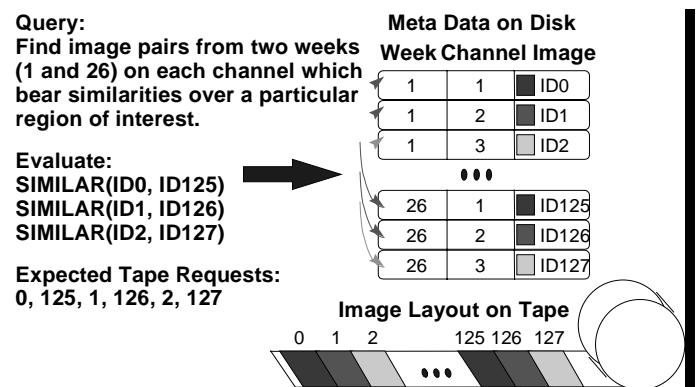 Query:
Find image pairs from two weeks
(1 and 26) on each channel which
bear similarities over a particular
region of interest.
Evaluate:
SIMILAR(ID0, ID125)
SIMILAR(ID1, ID126)
SIMILAR(ID2, ID127)
Expected Tape Requests:
0, 125, 1, 126, 2, 127
Meta Data on Disk
Week Channel Image
1 1 ID0
1 2 ID1
1 3 ID2
26 1 ID125
26 2 ID126
26 3 ID127
Image Layout on Tape
0 1 2 125 126 127